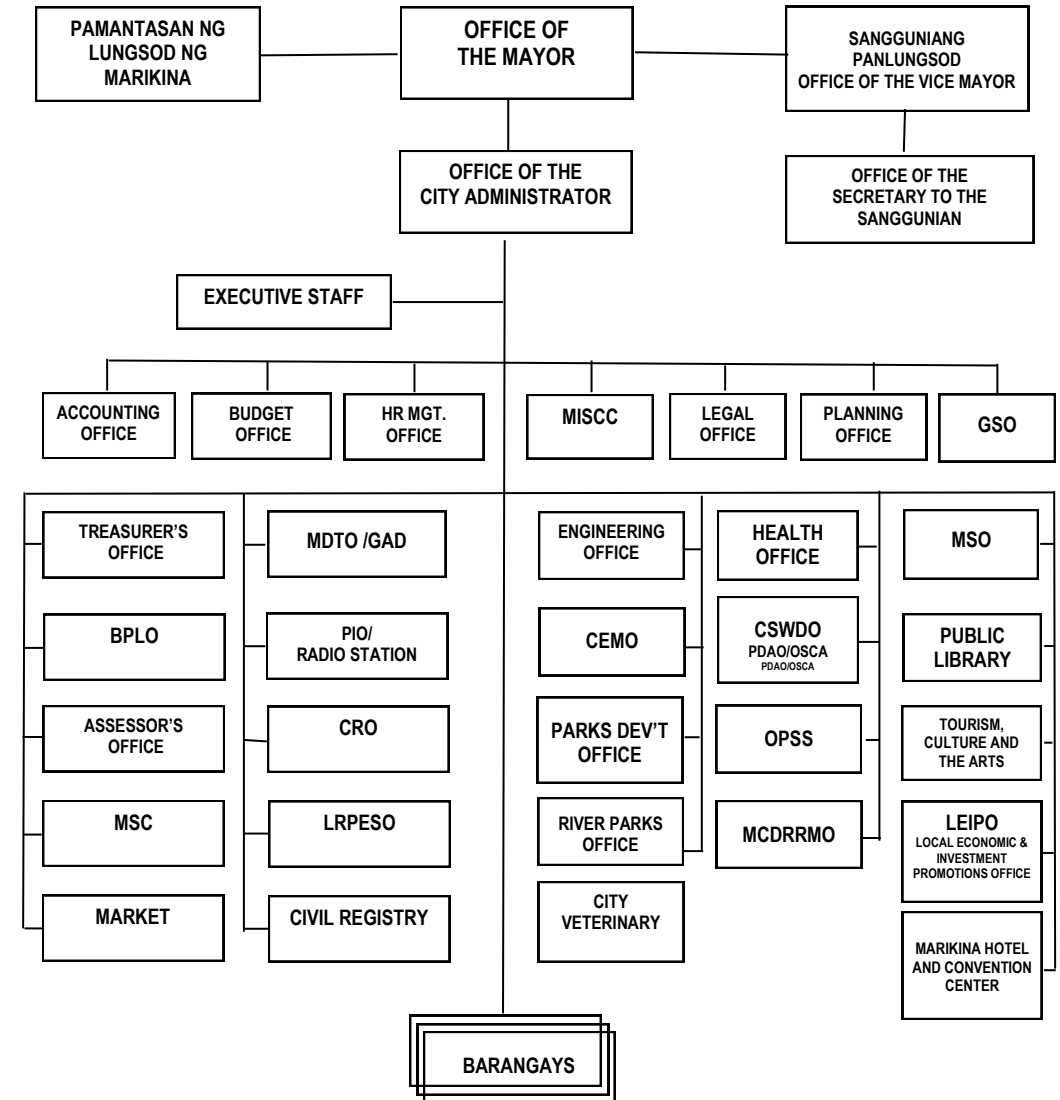 PAMANTASAN NG
LUNGSOD NG
MARIKINA
OFFICE OF
THE MAYOR
SANGGUNIANG
PANLUNGSOD
OFFICE OF THE VICE MAYOR
OFFICE OF THE
CITY ADMINISTRATOR
OFFICE OF THE
SECRETARY TO THE
SANGGUNIAN
EXECUTIVE STAFF
ACCOUNTING
OFFICE
BUDGET
OFFICE
HR MGT.
OFFICE
MISCC
LEGAL
OFFICE
PLANNING
OFFICE
GSO
TREASURER'S
OFFICE
BPLO
ASSESSOR'S
OFFICE
MSC
MARKET
MDTO /GAD
PIO/
RADIO STATION
CRO
LRPESO
CIVIL REGISTRY
ENGINEERING
OFFICE
CEMO
PARKS DEV'T
OFFICE
RIVER PARKS
OFFICE
CITY
VETERINARY
HEALTH
OFFICE
CSWDO
PDAO/OSCA
PDAO/OSCA
OPSS
MCDRRMO
MSO
PUBLIC
LIBRARY
TOURISM,
CULTURE AND
THE ARTS
LEIPO
LOCAL ECONOMIC &
INVESTMENT
PROMOTIONS OFFICE
MARIKINA HOTEL
AND CONVENTION
CENTER
BARANGAYS